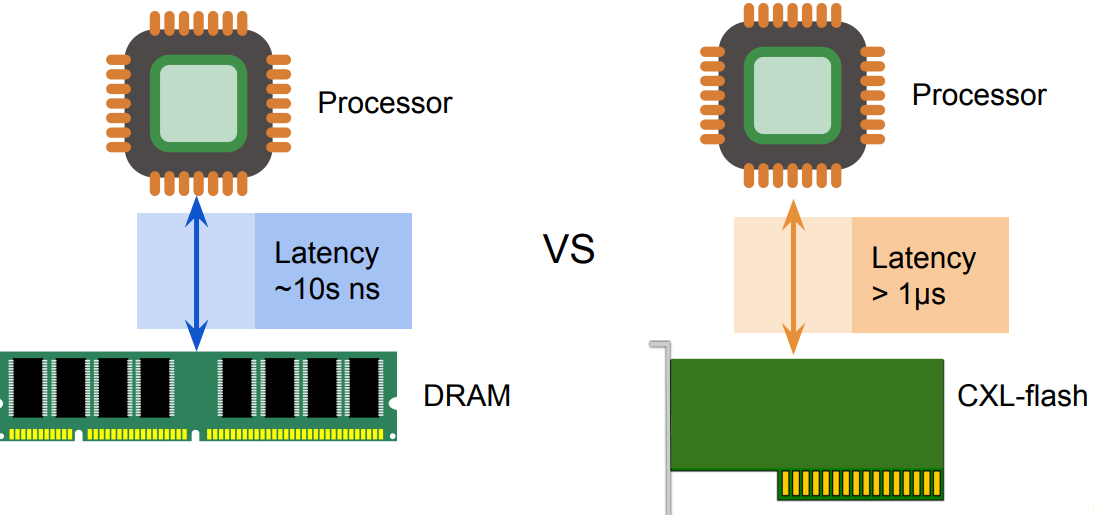 Processor
Latency
~10s ns
DRAM
VS
Processor
Latency
> 1µs
CXL-flash